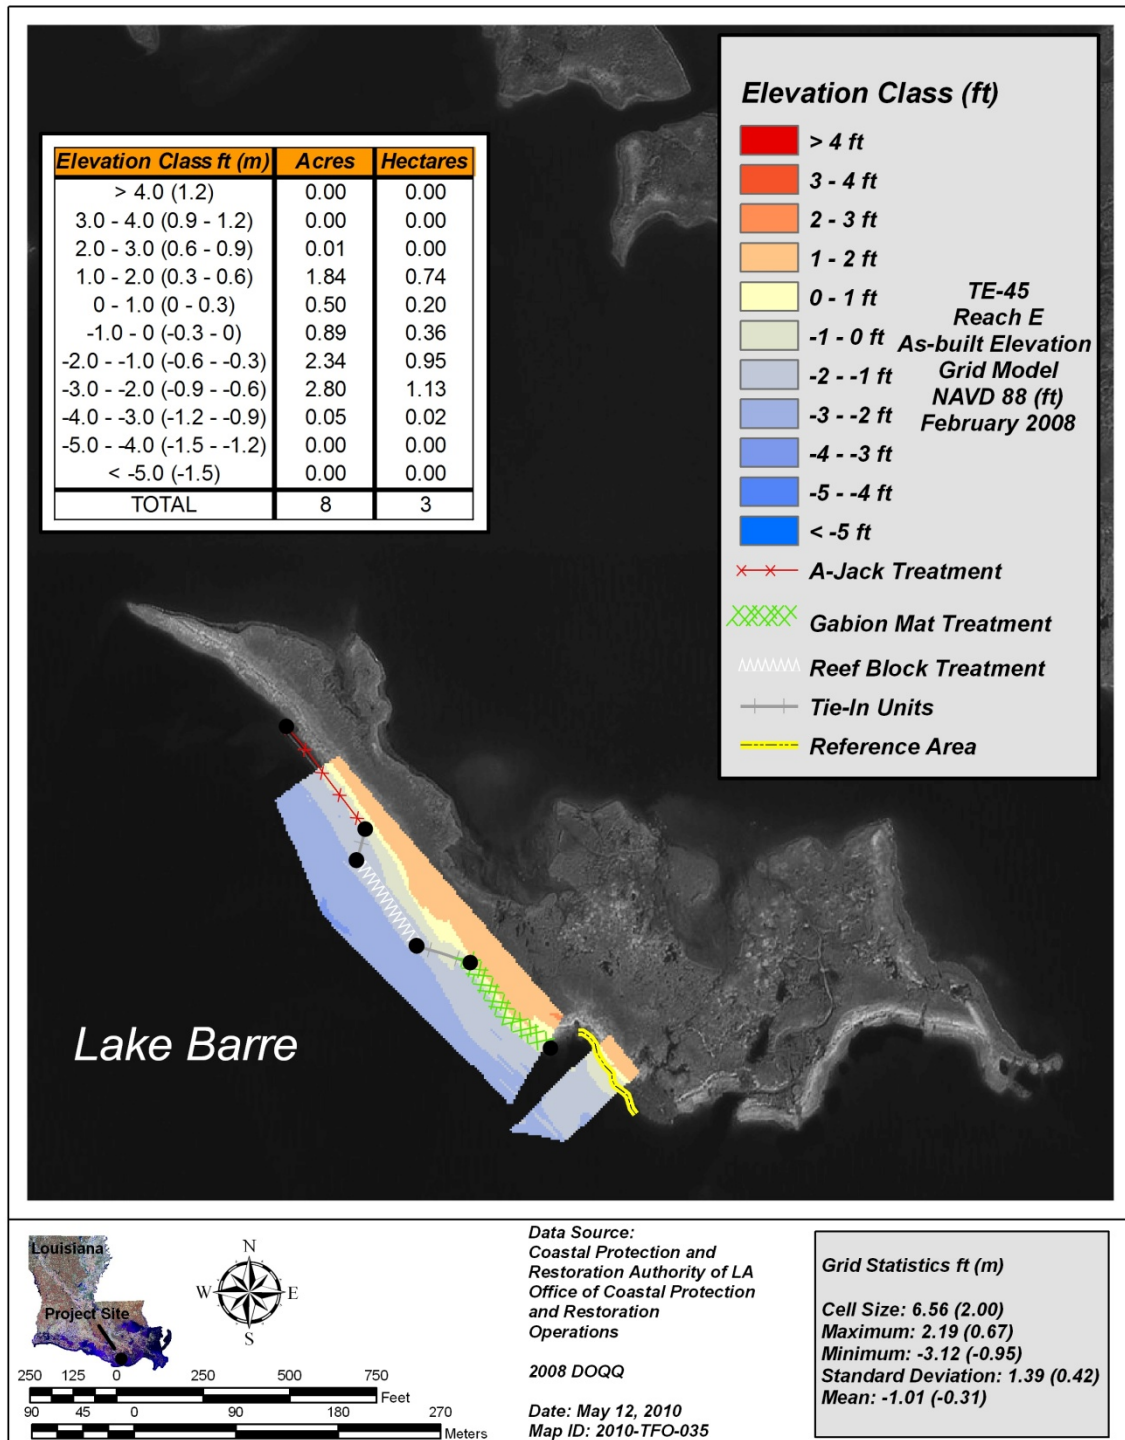 Elevation Class ft (m) Acres Hectares
> 4.0 (1.2) 0.00 0.00
3.0 - 4.0 (0.9 - 1.2) 0.00 0.00
2.0 - 3.0 (0.6 - 0.9) 0.01 0.00
1.0 - 2.0 (0.3 - 0.6) 1.84 0.74
0 - 1.0 (0 - 0.3) 0.50 0.20
-1.0 - 0 (-0.3 - 0) 0.89 0.36
-2.0 - -1.0 (-0.6 - -0.3) 2.34 0.95
-3.0 - -2.0 (-0.9 - -0.6) 2.80 1.13
-4.0 - -3.0 (-1.2 - -0.9) 0.05 0.02
-5.0 - -4.0 (-1.5 - -1.2) 0.00 0.00
< -5.0 (-1.5) 0.00 0.00
TOTAL 8 3
Elevation Class (ft)
> 4 ft
3 - 4 ft
2 - 3 ft
1 - 2 ft
0 - 1 ft
-1 - 0 ft
-2 - -1 ft
-3 - -2 ft
-4 - -3 ft
-5 - -4 ft
< -5 ft
A-Jack Treatment
Gabion Mat Treatment
Reef Block Treatment
Tie-In Units
Reference Area
TE-45
Reach E
As-built Elevation
Grid Model
NAVD 88 (ft)
February 2008
Lake Barre
Louisiana
Project Site
N
W E
S
250 125 0 250 500 750
Feet
90 45 0 90 180 270
Meters
Data Source:
Coastal Protection and
Restoration Authority of LA
Office of Coastal Protection
and Restoration
Operations
2008 DOQQ
Date: May 12, 2010
Map ID: 2010-TFO-035
Grid Statistics ft (m)
Cell Size: 6.56 (2.00)
Maximum: 2.19 (0.67)
Minimum: -3.12 (-0.95)
Standard Deviation: 1.39 (0.42)
Mean: -1.01 (-0.31)